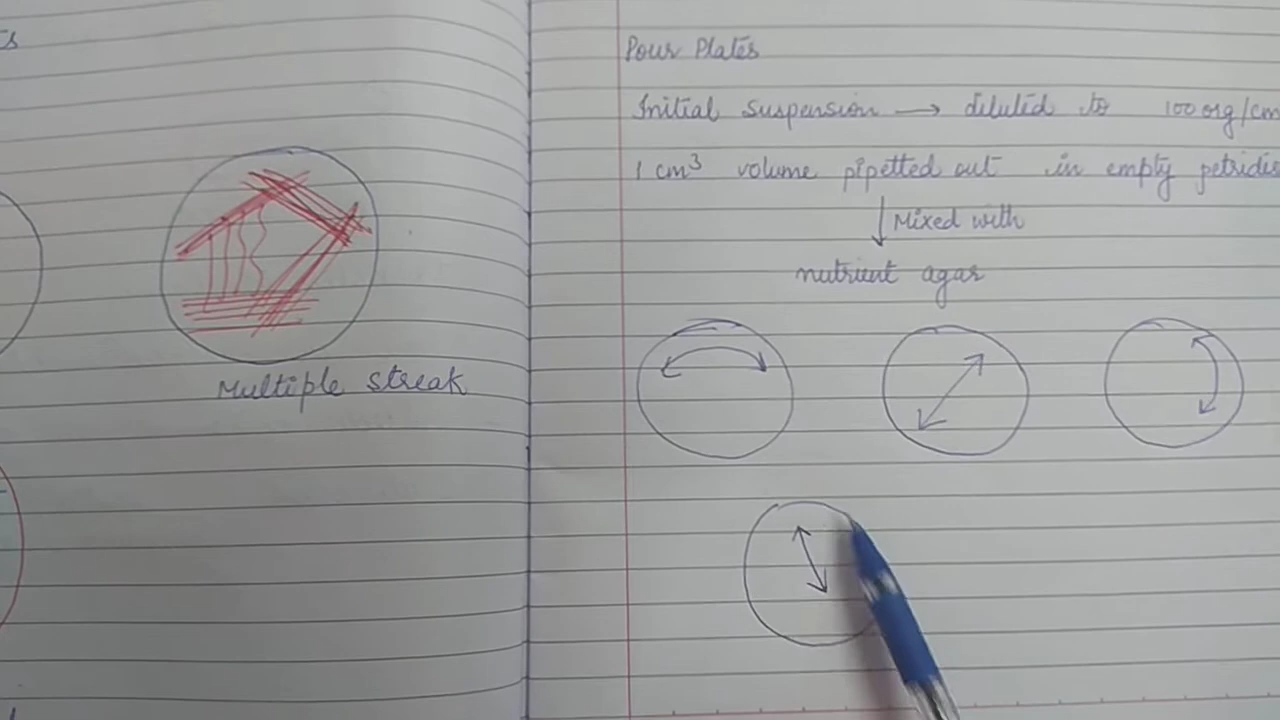 Multiple streak
Pour Plates
Initial suspension → diluted to 100 org/cm
1 cm³ volume pipetted out in empty petridis
↓ Mixed with
nutrient agar